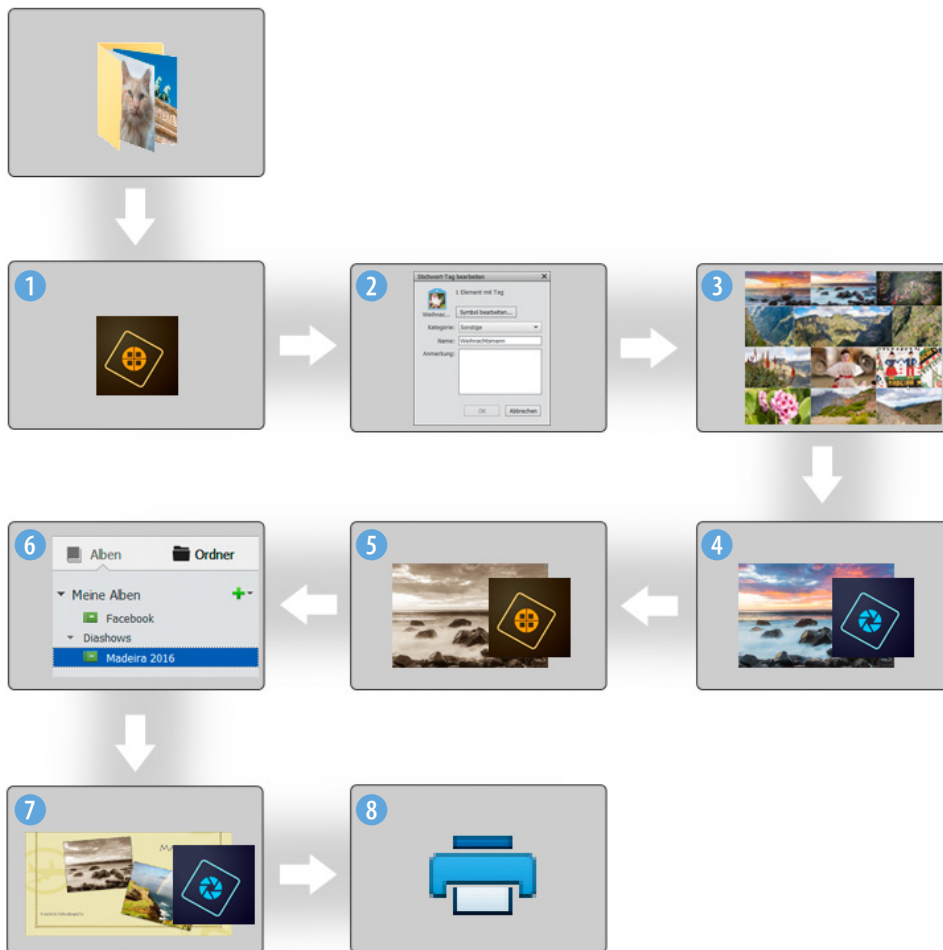 1
2
Stichwort-Tag bearbeiten X
1 Element mit Tag
Weihnac...
Symbol bearbeiten...
Kategorie: Sonstige
Name: Weihnachtsmann
Anmerkung:
OK Abbrechen
3
6
Alben Ordner
Meine Alben
Facebook
Diashows
Madeira 2016
5
4
7
8